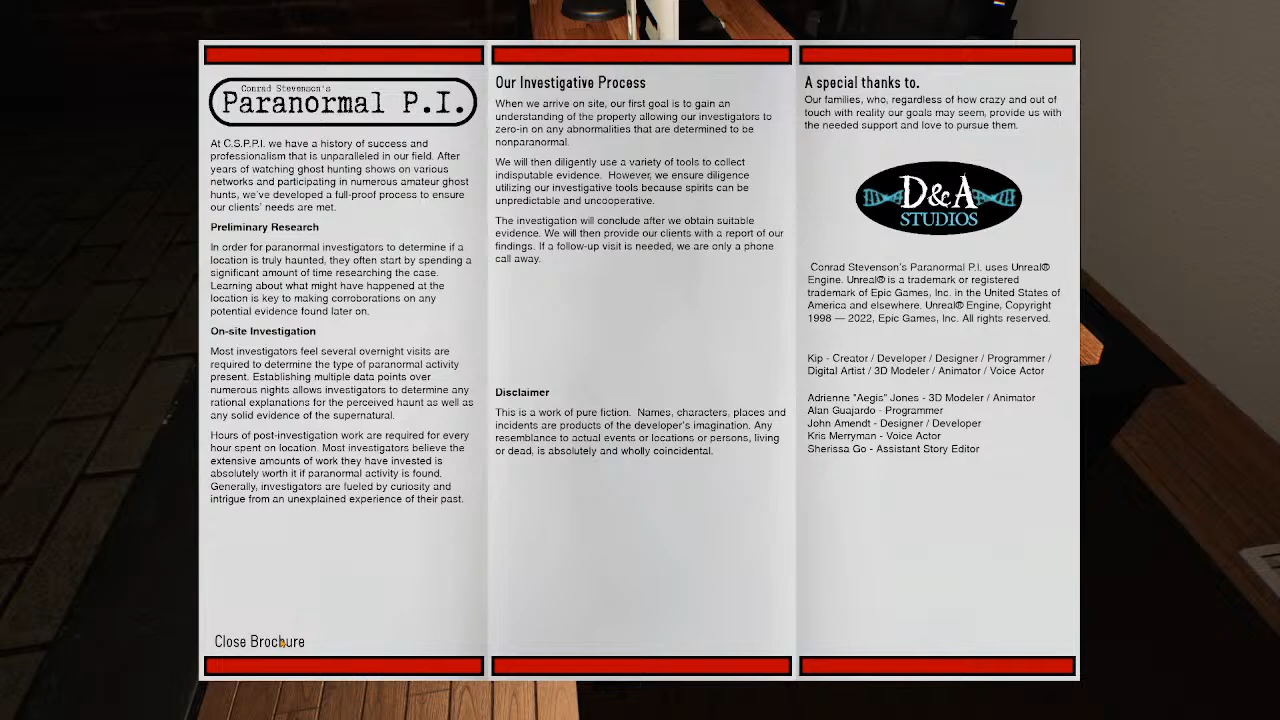 Conrad Stevenson's
Paranormal P.I.
At C.S.P.P.I. we have a history of success and
professionalism that is unparalleled in our field. After
years of watching ghost hunting shows on various
networks and participating in numerous amateur ghost
hunts, we've developed a full-proof process to ensure
our clients' needs are met.
Preliminary Research
In order for paranormal investigators to determine if a
location is truly haunted, they often start by spending a
significant amount of time researching the case.
Learning about what might have happened at the
location is key to making corroborations on any
potential evidence found later on.
On-site Investigation
Most investigators feel several overnight visits are
required to determine the type of paranormal activity
present. Establishing multiple data points over
numerous nights allows investigators to determine any
rational explanations for the perceived haunt as well as
any solid evidence of the supernatural.
Hours of post-investigation work are required for every
hour spent on location. Most investigators believe the
extensive amounts of work they have invested is
absolutely worth it if paranormal activity is found.
Generally, investigators are fueled by curiosity and
intrigue from an unexplained experience of their past.
Close Brochure
Our Investigative Process
When we arrive on site, our first goal is to gain an
understanding of the property allowing our investigators to
zero-in on any abnormalities that are determined to be
nonparanormal.
We will then diligently use a variety of tools to collect
indisputable evidence. However, we ensure diligence
utilizing our investigative tools because spirits can be
unpredictable and uncooperative.
The investigation will conclude after we obtain suitable
evidence. We will then provide our clients with a report of our
findings. If a follow-up visit is needed, we are only a phone
call away.
Disclaimer
This is a work of pure fiction. Names, characters, places and
incidents are products of the developer's imagination. Any
resemblance to actual events or locations or persons, living
or dead, is absolutely and wholly coincidental.
A special thanks to.
Our families, who, regardless of how crazy and out of
touch with reality our goals may seem, provide us with
the needed support and love to pursue them.
D&A
STUDIOS
Conrad Stevenson's Paranormal P.I. uses Unreal®
Engine. Unreal® is a trademark or registered
trademark of Epic Games, Inc. in the United States of
America and elsewhere. Unreal® Engine, Copyright
1998 — 2022, Epic Games, Inc. All rights reserved.
Kip - Creator / Developer / Designer / Programmer /
Digital Artist / 3D Modeler / Animator / Voice Actor
Adrienne "Aegis" Jones - 3D Modeler / Animator
Alan Guajardo - Programmer
John Amendt - Designer / Developer
Kris Merryman - Voice Actor
Sherissa Go - Assistant Story Editor